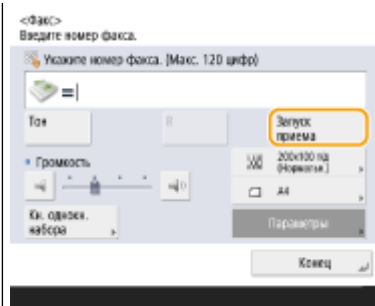 <Факс>
Введите номер факса.
Укажите номер факса. (Макс. 120 цифр)
=
Тон
R
Запуск
приема
Громкость
200x100 тд
(Нормальн.)
A4
Кн. однокн.
набора
Параметры
Конец